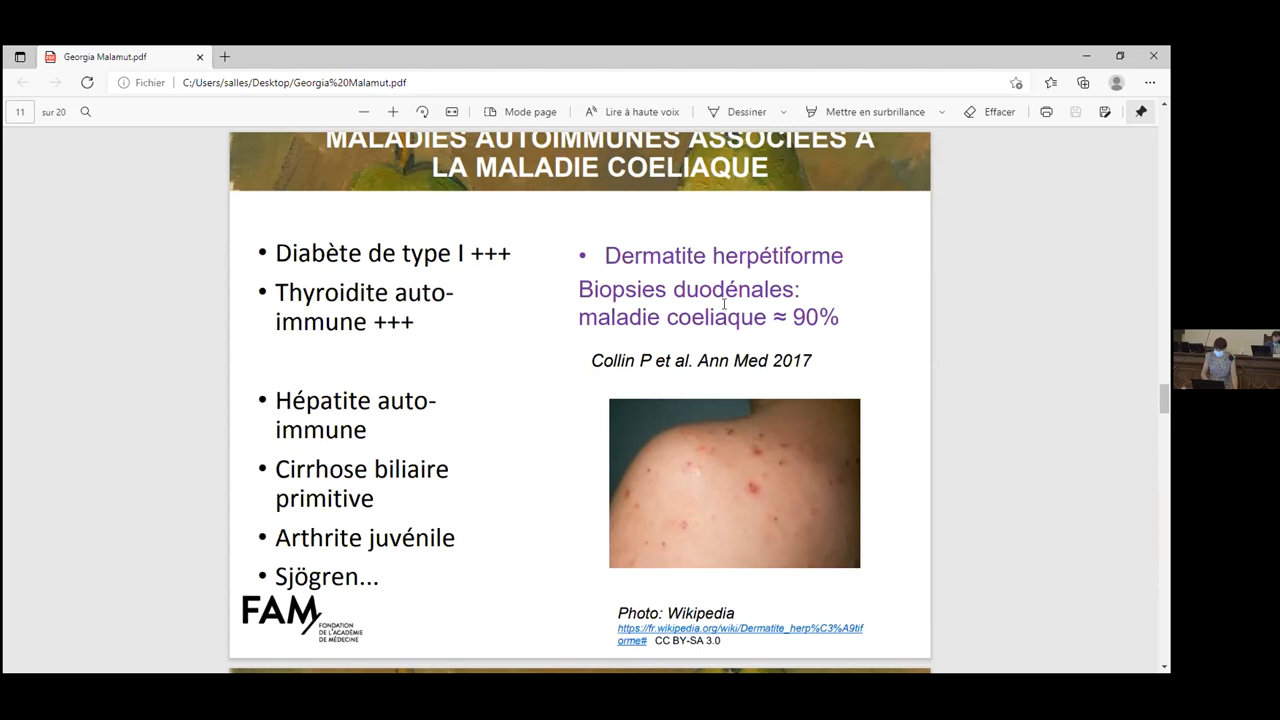 Georgia Malamut.pdf
Fichier
C:/Users/salles/Desktop/Georgia%20Malamut.pdf
11
sur 20
Mode page
Lire à haute voix
Dessiner
Mettre en surbrillance
Effacer
MALADIES AUTOIMMUNES ASSOCIEES A
LA MALADIE COELIAQUE
• Diabète de type I +++
• Thyroidite auto-
immune +++
• Hépatite auto-
immune
• Cirrhose biliaire
primitive
• Arthrite juvénile
• Sjögren...
• Dermatite herpétiforme
Biopsies duodénales:
maladie coeliaque ≈ 90%
Collin P et al. Ann Med 2017
Photo: Wikipedia
https://fr.wikipedia.org/wiki/Dermatite_herp%C3%A9tif
orme# CC BY-SA 3.0
FAM
FONDATION
DE L'ACADÉMIE
DE MÉDECINE